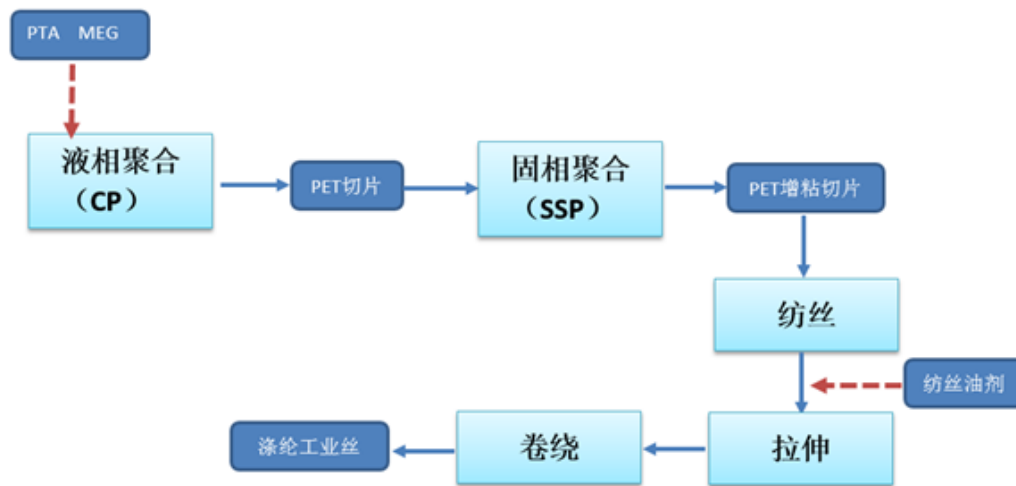 PTA MEG
液相聚合
（CP）
PET切片
固相聚合
（SSP）
PET增粘切片
纺丝
纺丝油剂
拉伸
卷绕
涤纶工业丝